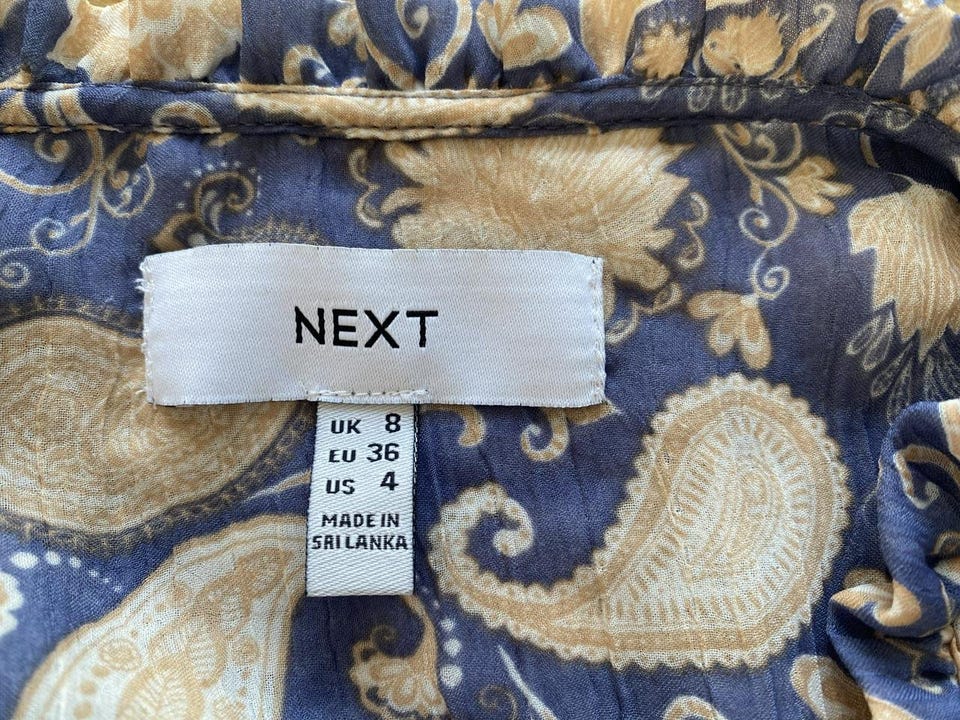 NEXT
UK 8
EU 36
US 4
MADE IN
SRI LANKA